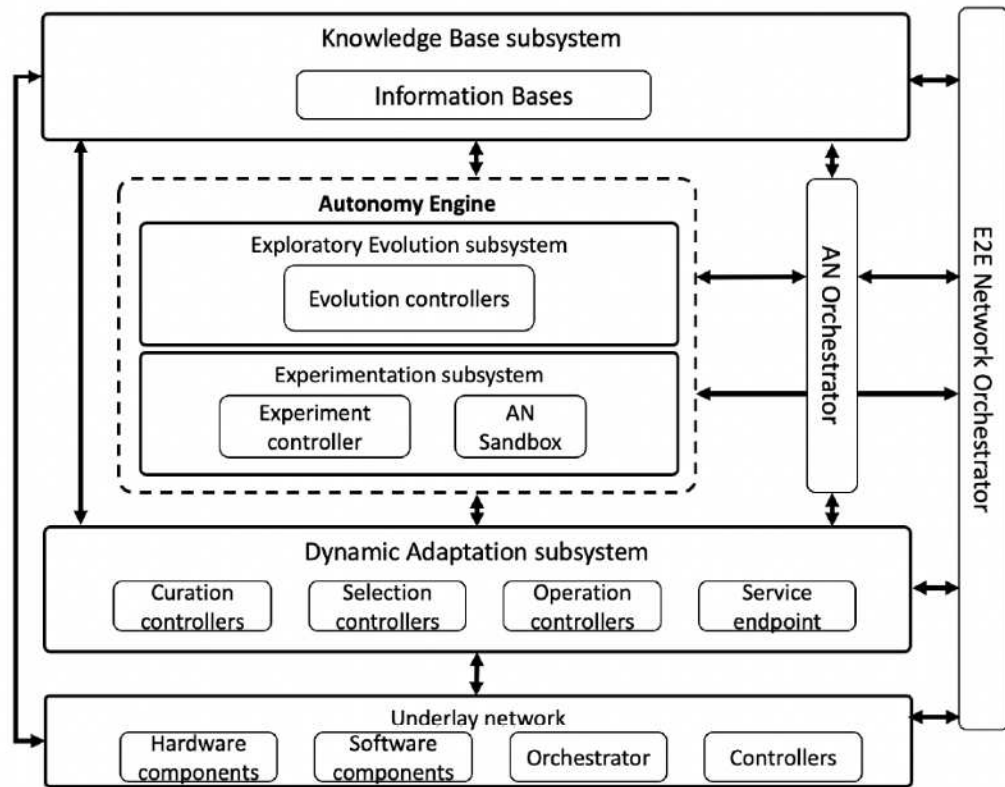 Knowledge Base subsystem
Information Bases
Autonomy Engine
Exploratory Evolution subsystem
Evolution controllers
Experimentation subsystem
Experiment
controller
AN
Sandbox
AN Orchestrator
E2E Network Orchestrator
Dynamic Adaptation subsystem
Curation
controllers
Selection
controllers
Operation
controllers
Service
endpoint
Underlay network
Hardware
components
Software
components
Orchestrator
Controllers